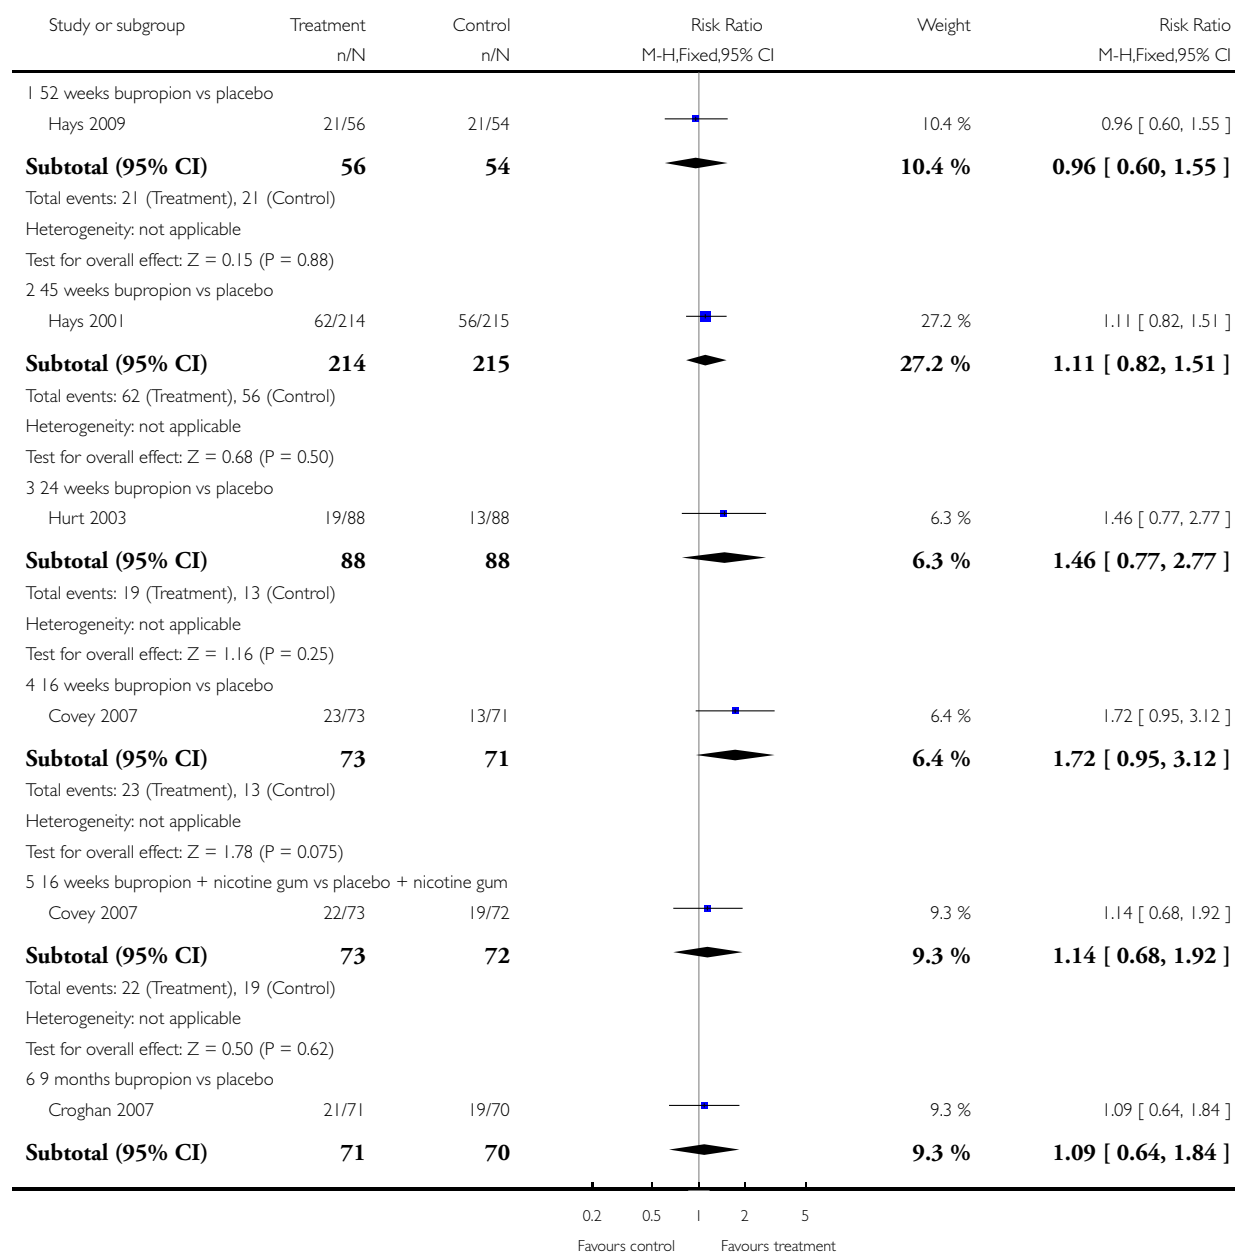 Study or subgroup Treatment Control Risk Ratio Weight Risk Ratio
n/N n/N M-H,Fixed,95% CI M-H,Fixed,95% CI
1 52 weeks bupropion vs placebo
Hays 2009 21/56 21/54 10.4 % 0.96 [ 0.60, 1.55 ]
Subtotal (95% CI) 56 54 10.4 % 0.96 [ 0.60, 1.55 ]
Total events: 21 (Treatment), 21 (Control)
Heterogeneity: not applicable
Test for overall effect: Z = 0.15 (P = 0.88)
2 45 weeks bupropion vs placebo
Hays 2001 62/214 56/215 27.2 % 1.11 [ 0.82, 1.51 ]
Subtotal (95% CI) 214 215 27.2 % 1.11 [ 0.82, 1.51 ]
Total events: 62 (Treatment), 56 (Control)
Heterogeneity: not applicable
Test for overall effect: Z = 0.68 (P = 0.50)
3 24 weeks bupropion vs placebo
Hurt 2003 19/88 13/88 6.3 % 1.46 [ 0.77, 2.77 ]
Subtotal (95% CI) 88 88 6.3 % 1.46 [ 0.77, 2.77 ]
Total events: 19 (Treatment), 13 (Control)
Heterogeneity: not applicable
Test for overall effect: Z = 1.16 (P = 0.25)
4 16 weeks bupropion vs placebo
Covey 2007 23/73 13/71 6.4 % 1.72 [ 0.95, 3.12 ]
Subtotal (95% CI) 73 71 6.4 % 1.72 [ 0.95, 3.12 ]
Total events: 23 (Treatment), 13 (Control)
Heterogeneity: not applicable
Test for overall effect: Z = 1.78 (P = 0.075)
5 16 weeks bupropion + nicotine gum vs placebo + nicotine gum
Covey 2007 22/73 19/72 9.3 % 1.14 [ 0.68, 1.92 ]
Subtotal (95% CI) 73 72 9.3 % 1.14 [ 0.68, 1.92 ]
Total events: 22 (Treatment), 19 (Control)
Heterogeneity: not applicable
Test for overall effect: Z = 0.50 (P = 0.62)
6 9 months bupropion vs placebo
Croghan 2007 21/71 19/70 9.3 % 1.09 [ 0.64, 1.84 ]
Subtotal (95% CI) 71 70 9.3 % 1.09 [ 0.64, 1.84 ]
0.2 0.5 1 2 5
Favours control Favours treatment